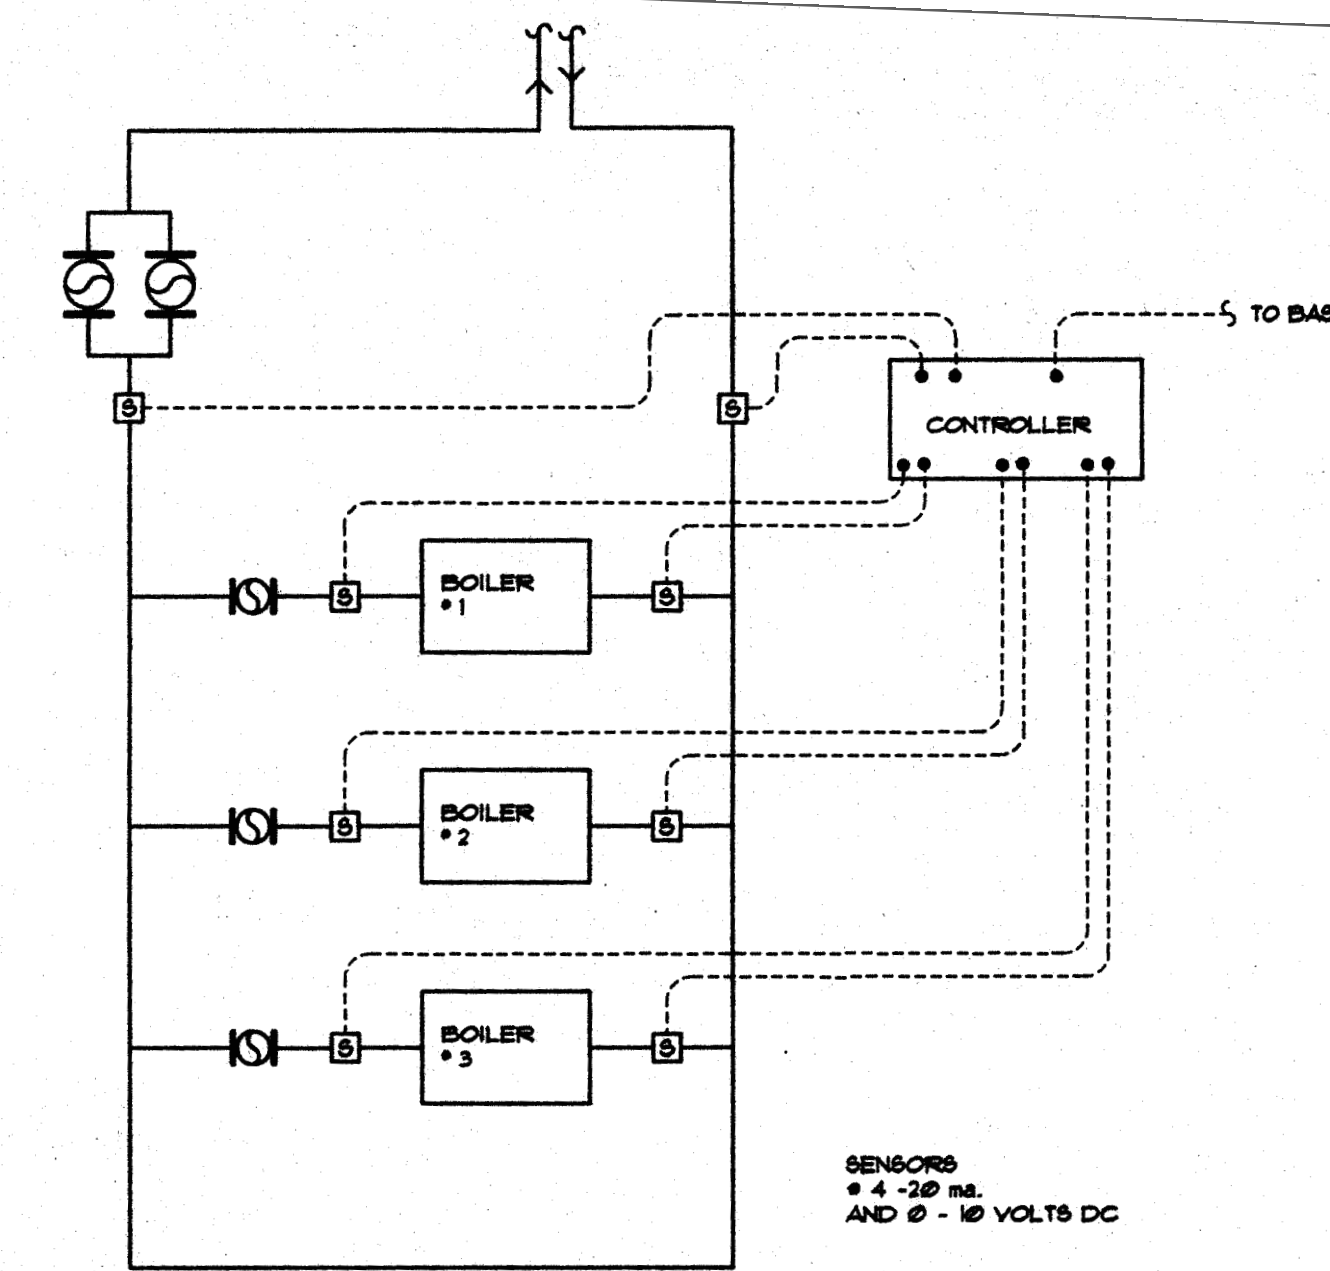 TO BAS
S
S
CONTROLLER
S
BOILER
#1
S
S
BOILER
#2
S
S
BOILER
#3
S
SENSORS
# 4 -20 ma.
AND 0 - 10 VOLTS DC